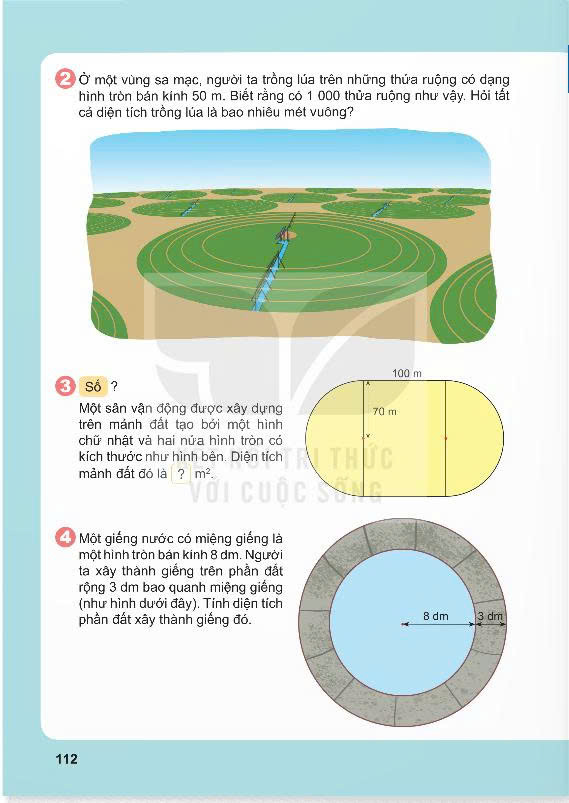 2 Ở một vùng sa mạc, người ta trồng lúa trên những thửa ruộng có dạng
hình tròn bán kính 50 m. Biết rằng có 1 000 thửa ruộng như vậy. Hỏi tất
cả diện tích trồng lúa là bao nhiêu mét vuông?
3 Số ?
Một sân vận động được xây dựng
trên mảnh đất tạo bởi một hình
chữ nhật và hai nửa hình tròn có
kích thước như hình bên. Diện tích
mảnh đất đó là ? m².
100 m
70 m
KẾT NỐI TRI THỨC
VỚI CUỘC SỐNG
4 Một giếng nước có miệng giếng là
một hình tròn bán kính 8 dm. Người
ta xây thành giếng trên phần đất
rộng 3 dm bao quanh miệng giếng
(như hình dưới đây). Tính diện tích
phần đất xây thành giếng đó.
8 dm
3 dm
112